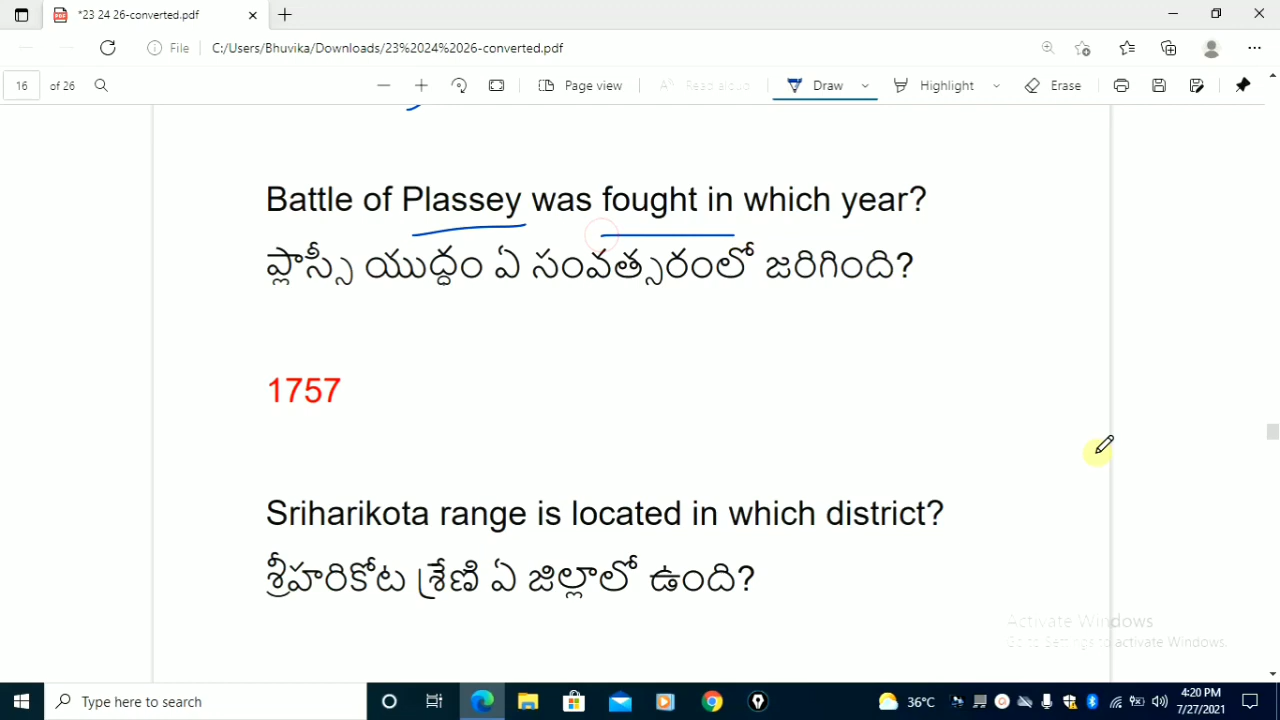 *23 24 26-converted.pdf
File C:/Users/Bhuvika/Downloads/23%2024%2026-converted.pdf
16 of 26 Page view Read aloud Draw Highlight Erase
Battle of Plassey was fought in which year?
ప్లాస్సీ యుద్ధం ఏ సంవత్సరంలో జరిగింది?
1757
Sriharikota range is located in which district?
శ్రీహరికోట శ్రేణి ఏ జిల్లాలో ఉంది?
Activate Windows
Go to Settings to activate Windows.
Type here to search 36°C 4:20 PM
7/27/2021